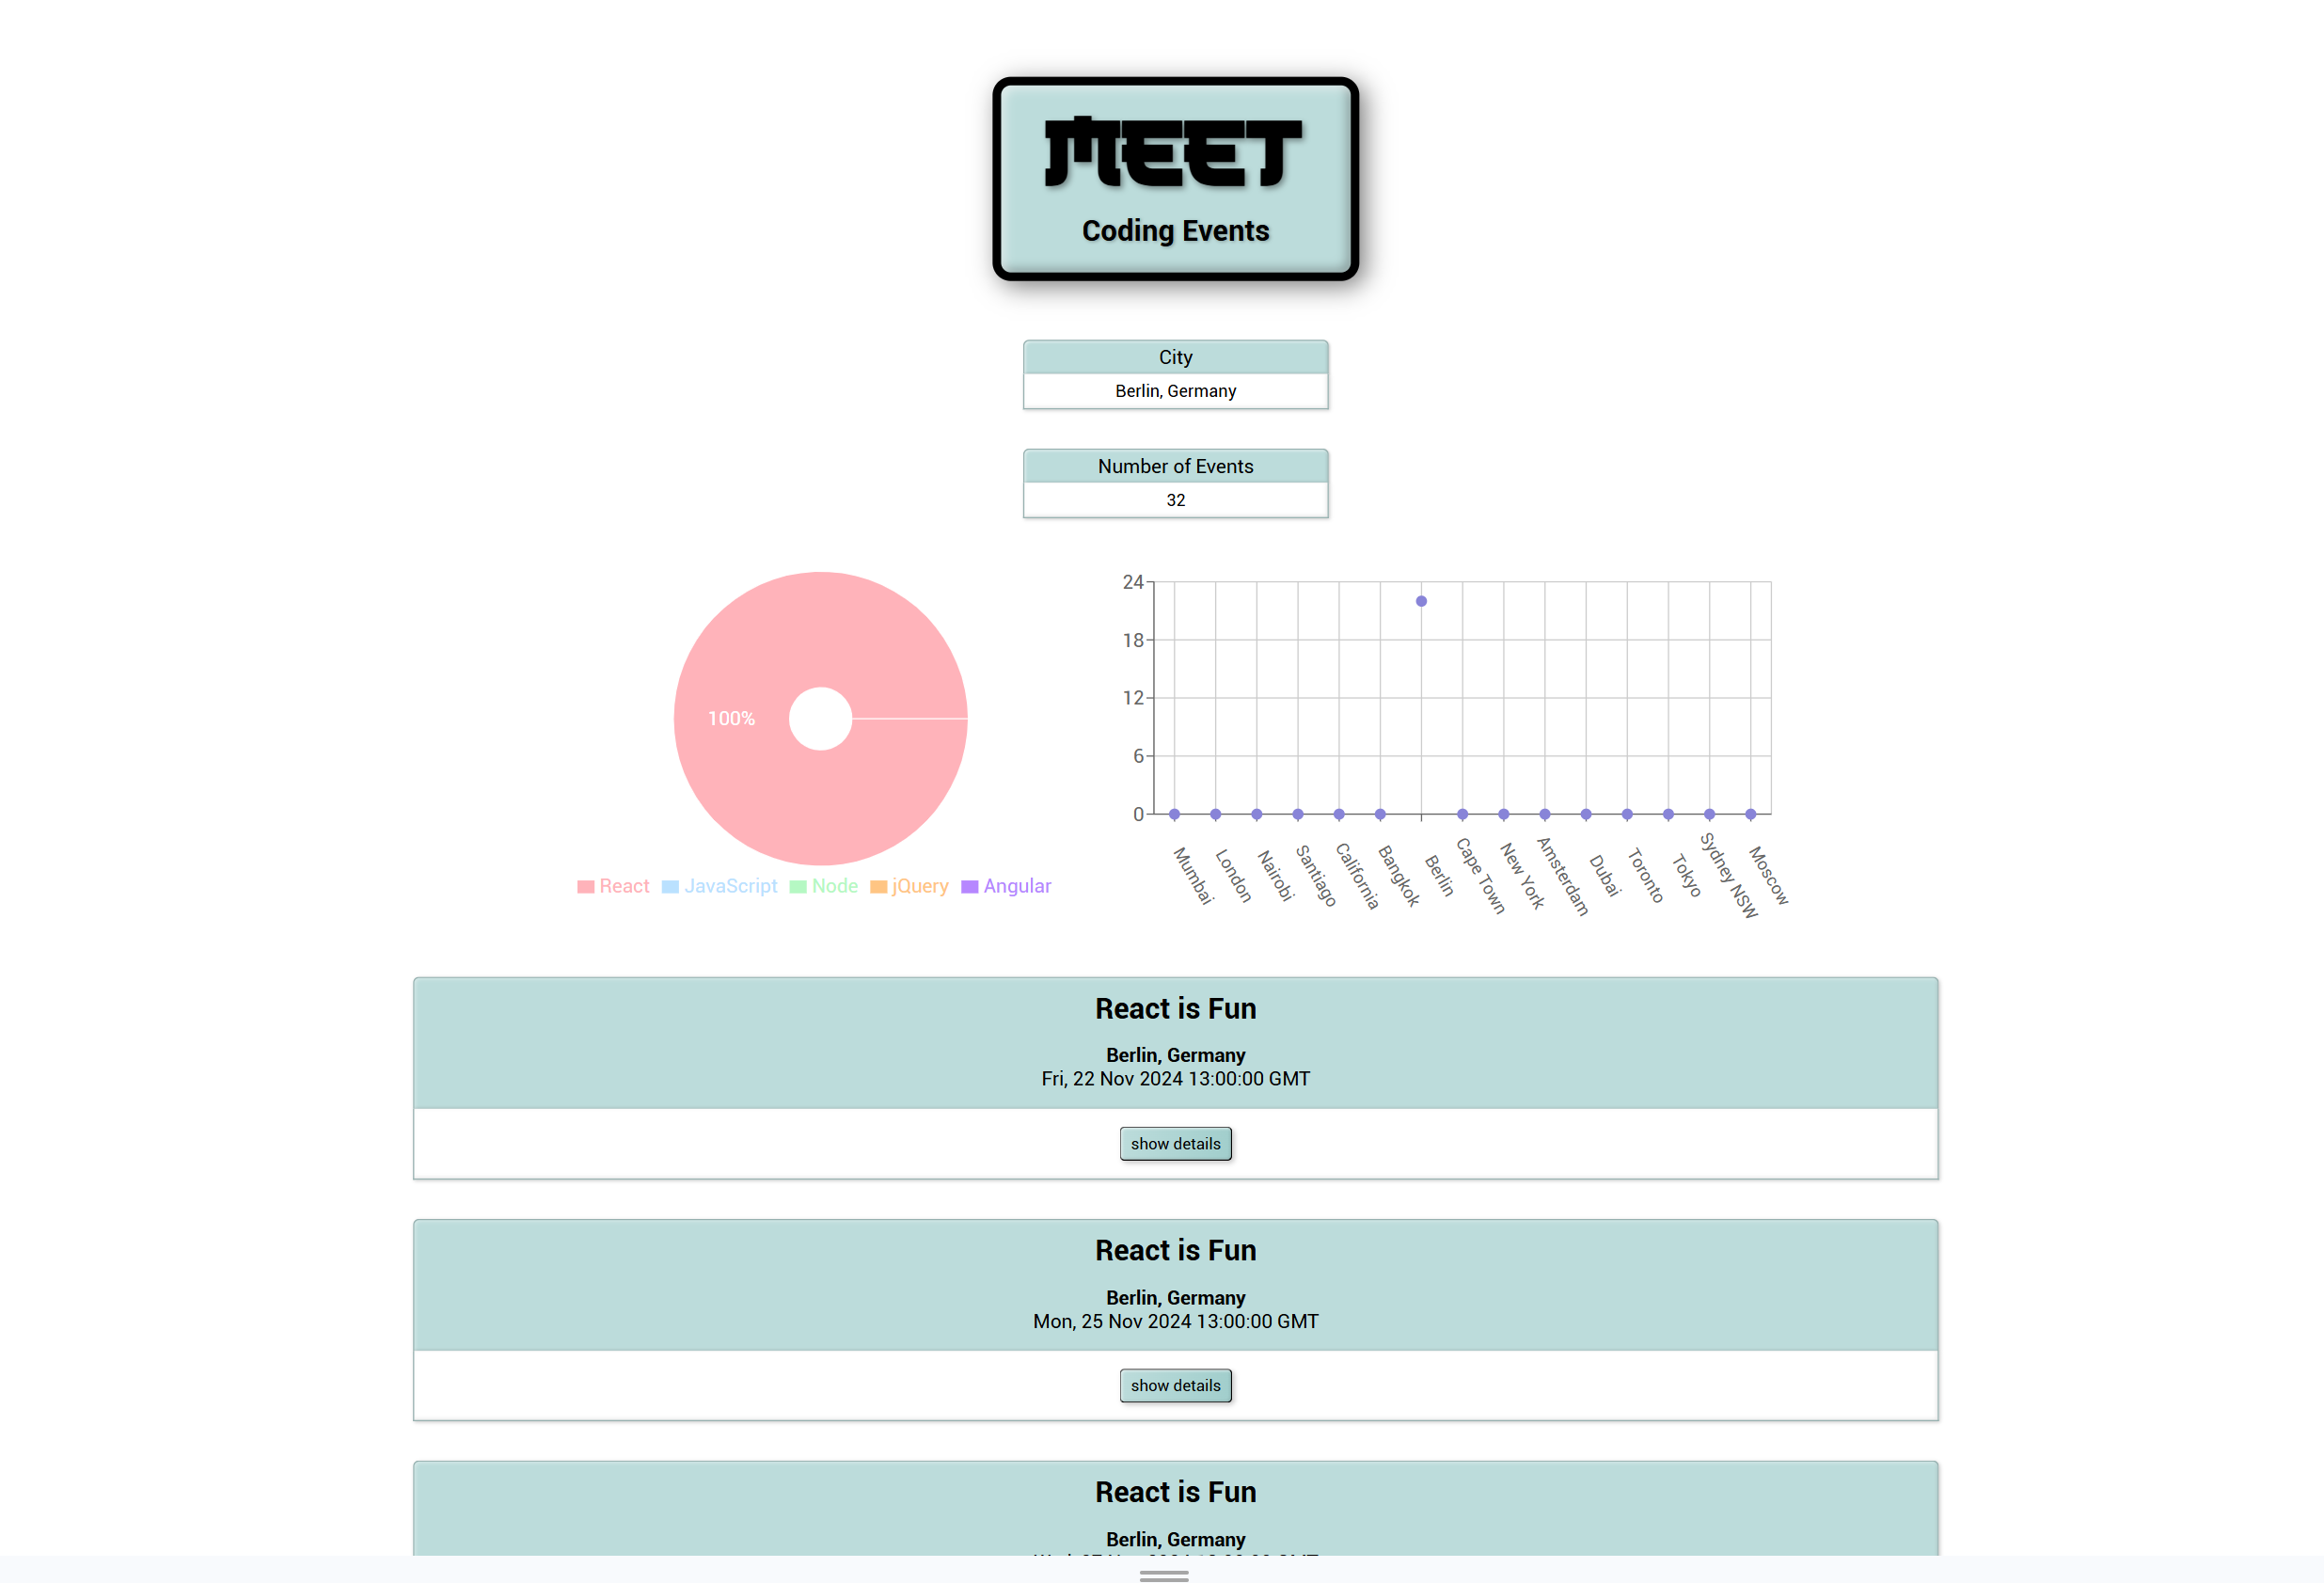 MEET
Coding Events
City
Berlin, Germany
Number of Events
32
100%
React JavaScript Node jQuery Angular
24
18
12
6
0
Mumbai London Nairobi Santiago California Bangkok Berlin Cape Town New York Amsterdam Dubai Toronto Tokyo Sydney NSW Moscow
React is Fun
Berlin, Germany
Fri, 22 Nov 2024 13:00:00 GMT
show details
React is Fun
Berlin, Germany
Mon, 25 Nov 2024 13:00:00 GMT
show details
React is Fun
Berlin, Germany